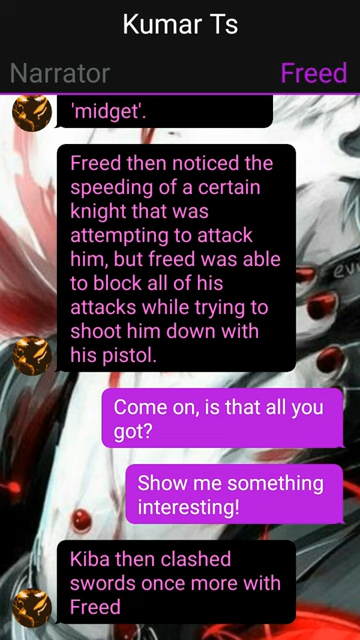 Kumar Ts
Narrator
Freed
'midget'.
Freed then noticed the
speeding of a certain
knight that was
attempting to attack
him, but freed was able
to block all of his
attacks while trying to
shoot him down with
his pistol.
Come on, is that all you
got?
Show me something
interesting!
Kiba then clashed
swords once more with
Freed